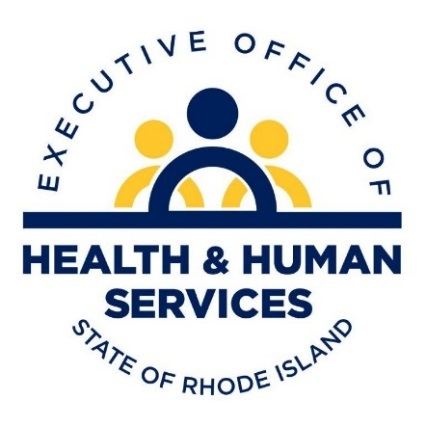 EXECUTIVE OFFICE OF
HEALTH & HUMAN
SERVICES
STATE OF RHODE ISLAND